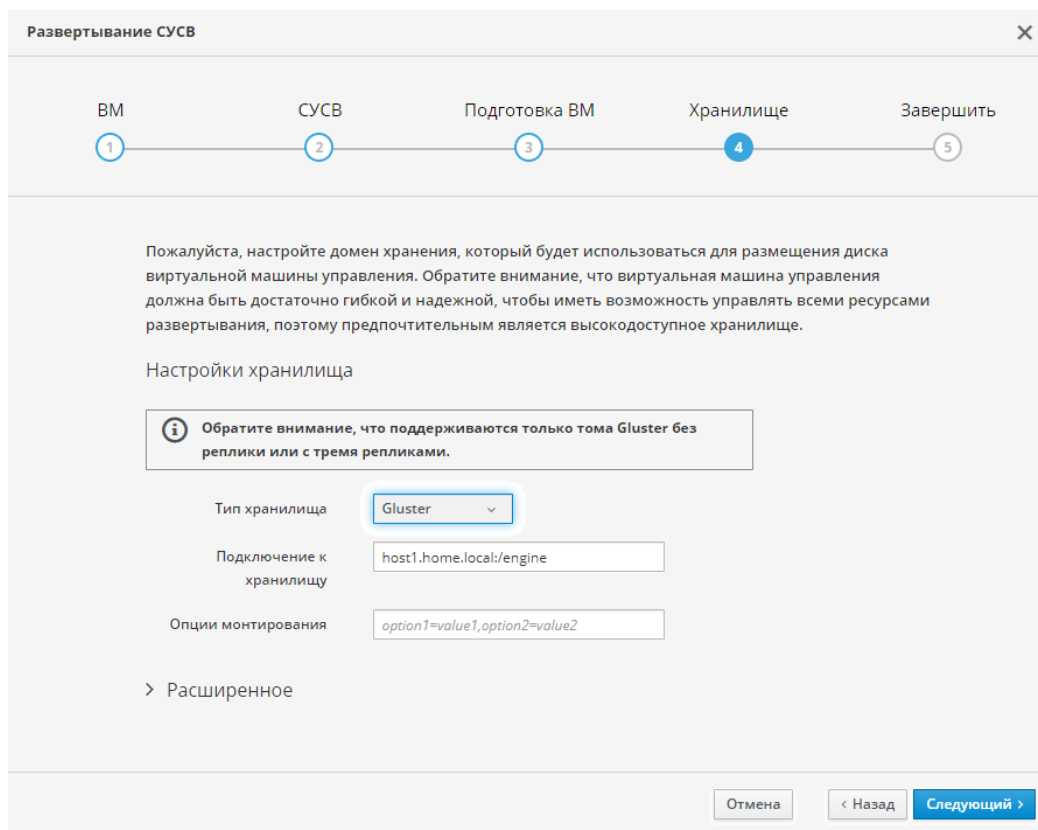 Развертывание СУСВ
ВМ
СУСВ
Подготовка ВМ
Хранилище
Завершить
1
2
3
4
5
Пожалуйста, настройте домен хранения, который будет использоваться для размещения диска
виртуальной машины управления. Обратите внимание, что виртуальная машина управления
должна быть достаточно гибкой и надежной, чтобы иметь возможность управлять всеми ресурсами
развертывания, поэтому предпочтительным является высокодоступное хранилище.
Настройки хранилища
Обратите внимание, что поддерживаются только тома Gluster без
реплики или с тремя репликами.
Тип хранилища
Gluster
Подключение к
хранилищу
host1.home.local:/engine
Опции монтирования
option1=value1,option2=value2
Расширенное
Отмена
Назад
Следующий